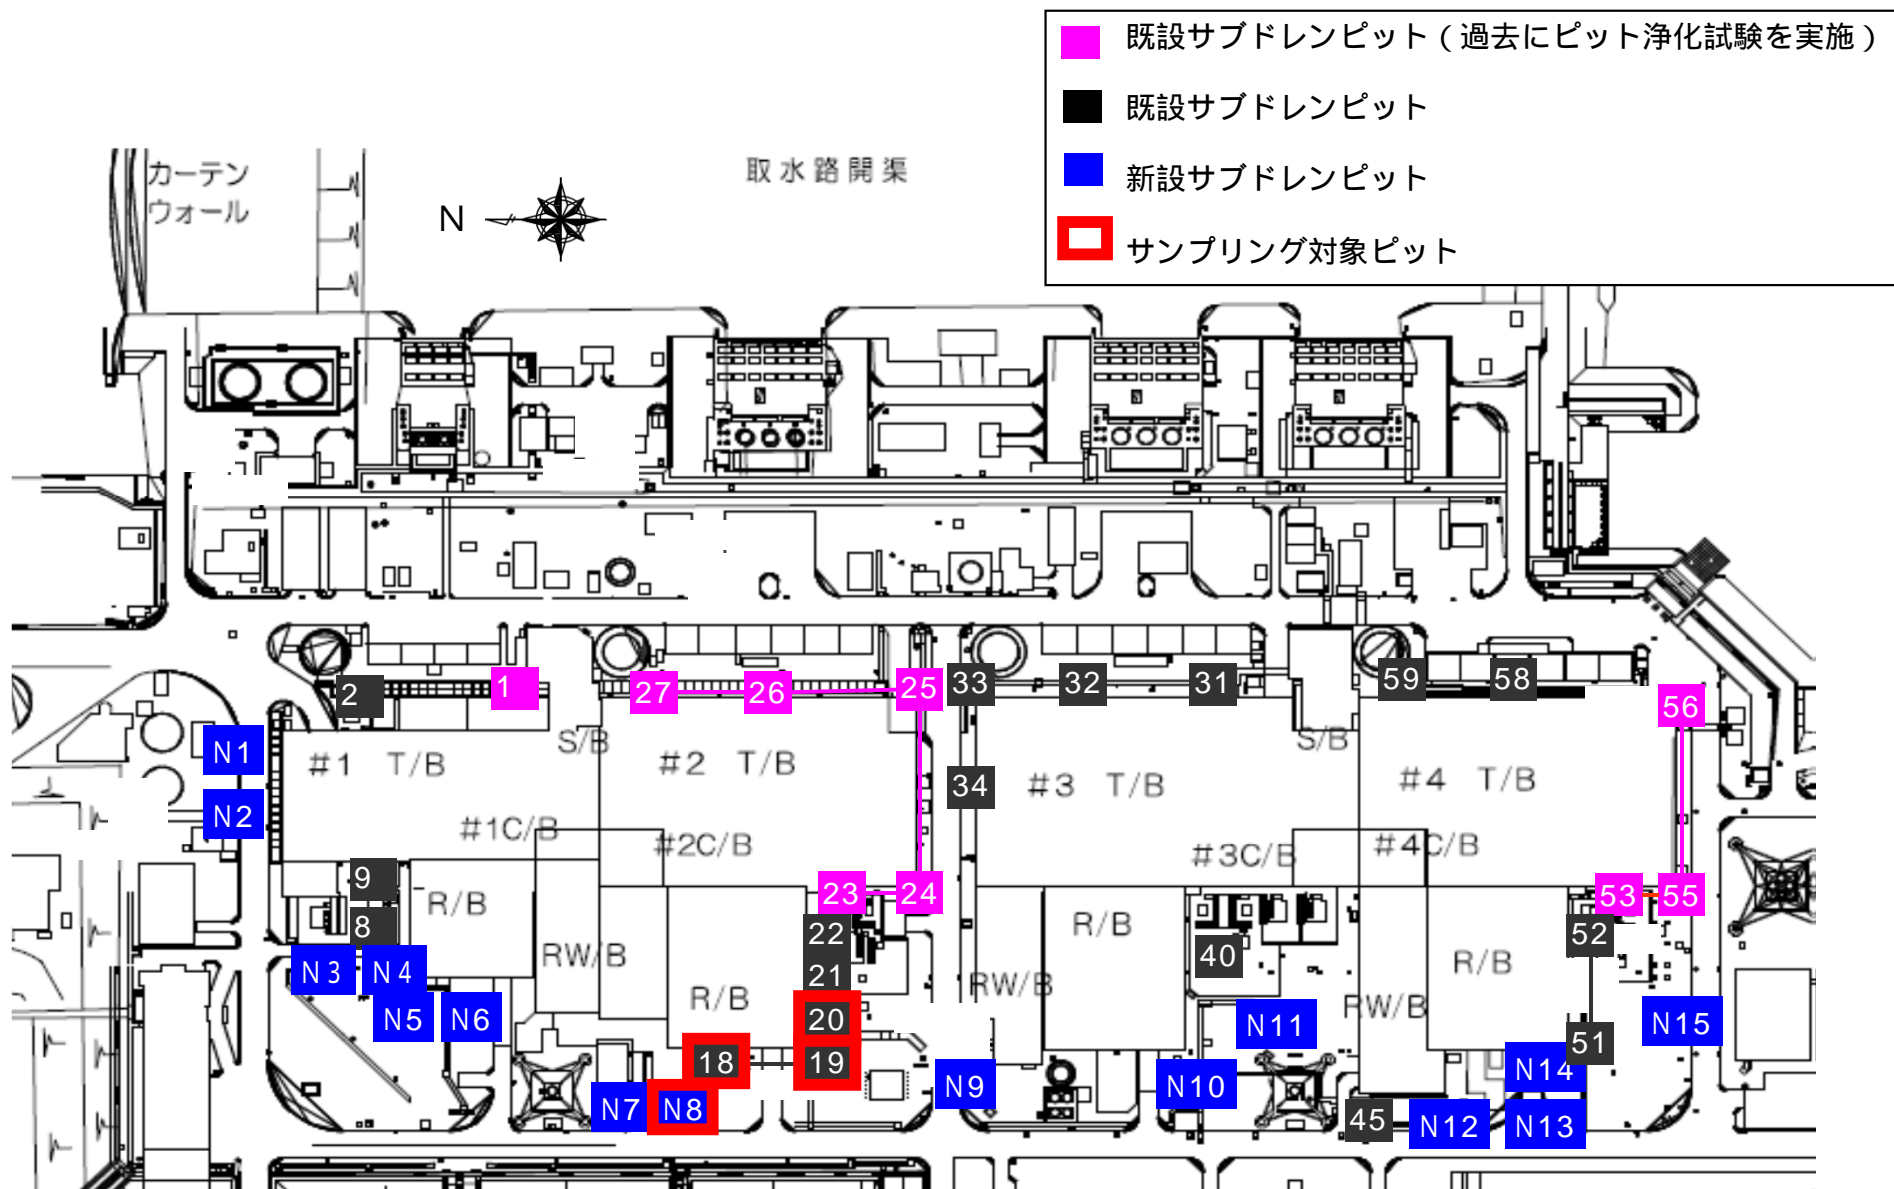 既設サブドレンピット（過去にピット浄化試験を実施）
既設サブドレンピット
新設サブドレンピット
サンプリング対象ピット
カーテン
ウォール
取水路開渠
N
2
1
27
26
25
33
32
31
59
58
56
N1
N2
#1 T/B
S/B
#2 T/B
34
#3 T/B
S/B
#4 T/B
#1C/B
#2C/B
#3C/B
#4C/B
9
8
R/B
23
24
53
55
22
21
20
19
18
R/B
40
R/B
52
51
N3
N4
N5
N6
RW/B
R/B
RW/B
RW/B
N7
N8
N9
N10
N11
N14
N15
45
N12
N13